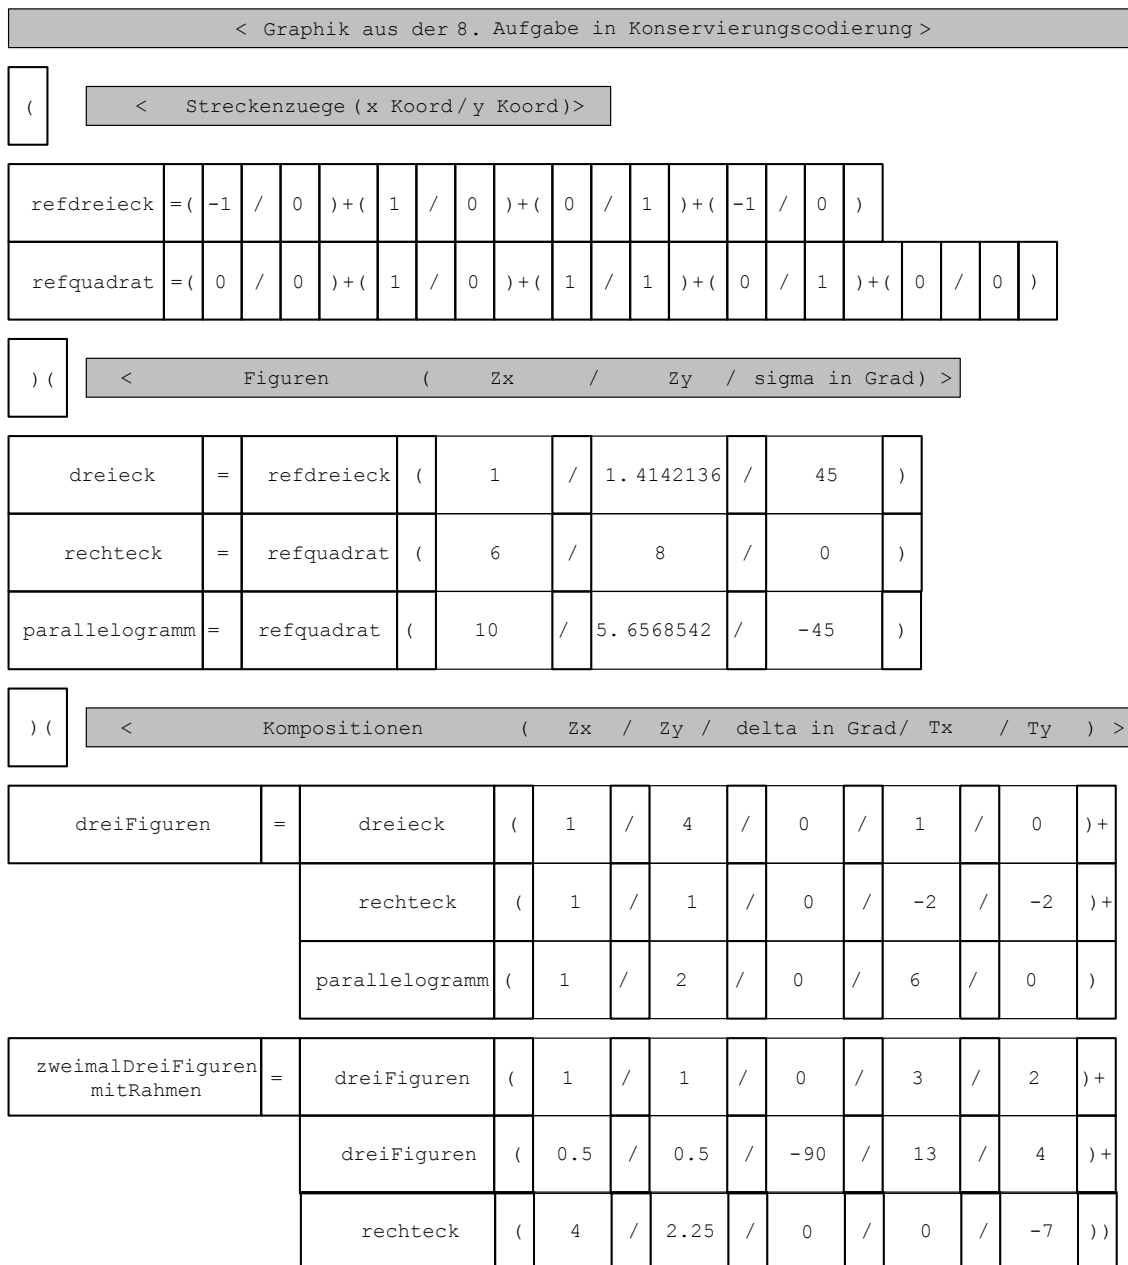 < Graphik aus der 8. Aufgabe in Konservierungscodierung >
( < Streckenzuege (x Koord/y Koord)>
refdreieck =( -1 / 0 )+( 1 / 0 )+( 0 / 1 )+( -1 / 0 )
refquadrat =( 0 / 0 )+( 1 / 0 )+( 1 / 1 )+( 0 / 1 )+( 0 / 0 )
)( < Figuren ( Zx / Zy / sigma in Grad) >
dreieck = refdreieck ( 1 / 1.4142136 / 45 )
rechteck = refquadrat ( 6 / 8 / 0 )
parallelogramm = refquadrat ( 10 / 5.6568542 / -45 )
)( < Kompositionen ( Zx / Zy / delta in Grad/ Tx / Ty ) >
dreiFiguren = dreieck ( 1 / 4 / 0 / 1 / 0 )+
rechteck ( 1 / 1 / 0 / -2 / -2 )+
parallelogramm ( 1 / 2 / 0 / 6 / 0 )
zweimalDreiFiguren
mitRahmen = dreiFiguren ( 1 / 1 / 0 / 3 / 2 )+
dreiFiguren ( 0.5 / 0.5 / -90 / 13 / 4 )+
rechteck ( 4 / 2.25 / 0 / 0 / -7 ))